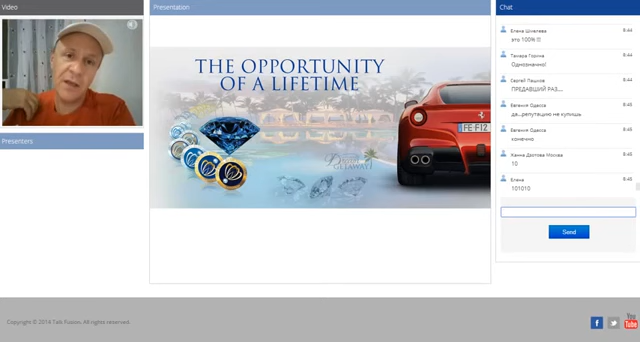 Video
Presenters
Presentation
THE OPPORTUNITY
OF A LIFETIME
GETAWAY
FE F12
Chat
Елена Шмелева
8:44
это 100% !!!
Тамара Горина
8:44
Однозначно!
Сергей Пашков
8:44
ПРЕДАВШИЙ РАЗ....
Евгения Одесса
8:45
да...репутацию не купишь
Евгения Одесса
8:45
конечно
8:45
10
Елена
8:45
101010
Send
Copyright © 2014 Talk Fusion. All rights reserved.
You
Tube